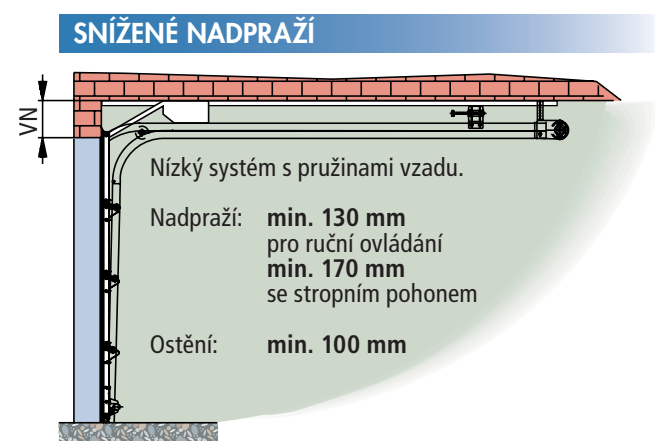 SNÍŽENÉ NADPRAŽÍ
VN
Nízký systém s pružinami vzadu.
Nadpraží: min. 130 mm
pro ruční ovládání
min. 170 mm
se stropním pohonem
Ostění: min. 100 mm